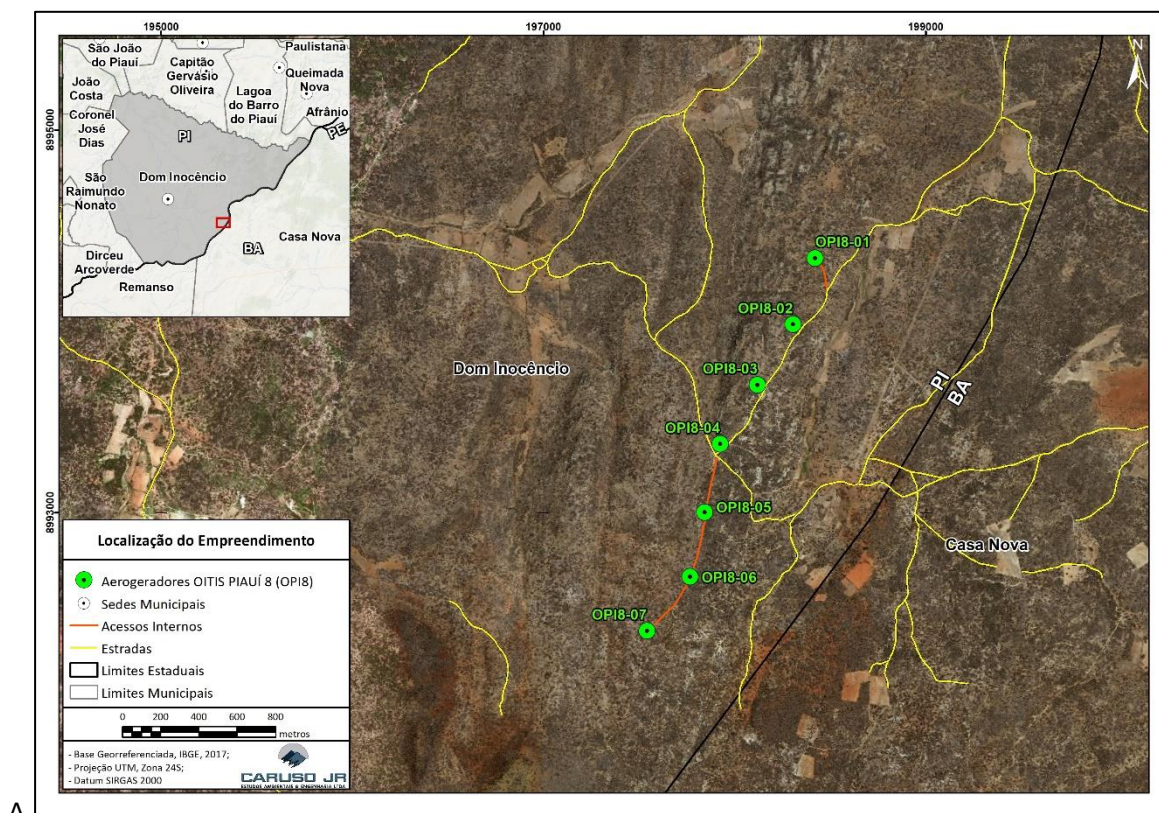 195000
197000
199000
8995000
8993000
São João
do Piauí
Capitão
Gervásio
Oliveira
Paulistana
Queimada
Nova
João
Costa
Lagoa
do Barro
do Piauí
Afrânio
PE
Coronel
José
Dias
PI
Dom Inocêncio
São
Raimundo
Nonato
BA
Casa Nova
Dirceu
Arcoverde
Remanso
N
OPI8-01
OPI8-02
OPI8-03
OPI8-04
OPI8-05
OPI8-06
OPI8-07
Dom Inocêncio
PI
BA
Casa Nova
Localização do Empreendimento
Aerogeradores OITIS PIAUÍ 8 (OPI8)
Sedes Municipais
Acessos Internos
Estradas
Limites Estaduais
Limites Municipais
0 200 400 600 800
metros
- Base Georreferenciada, IBGE, 2017;
- Projeção UTM, Zona 24S;
- Datum SIRGAS 2000
CARUSO JR
ESTUDOS AMBIENTAIS & ENGENHARIA LTDA
A